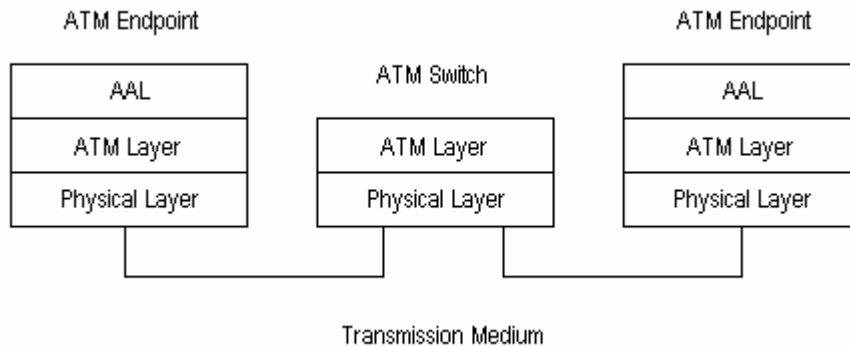 ATM Endpoint
ATM Endpoint
ATM Switch
AAL
AAL
ATM Layer
ATM Layer
ATM Layer
Physical Layer
Physical Layer
Physical Layer
Transmission Medium